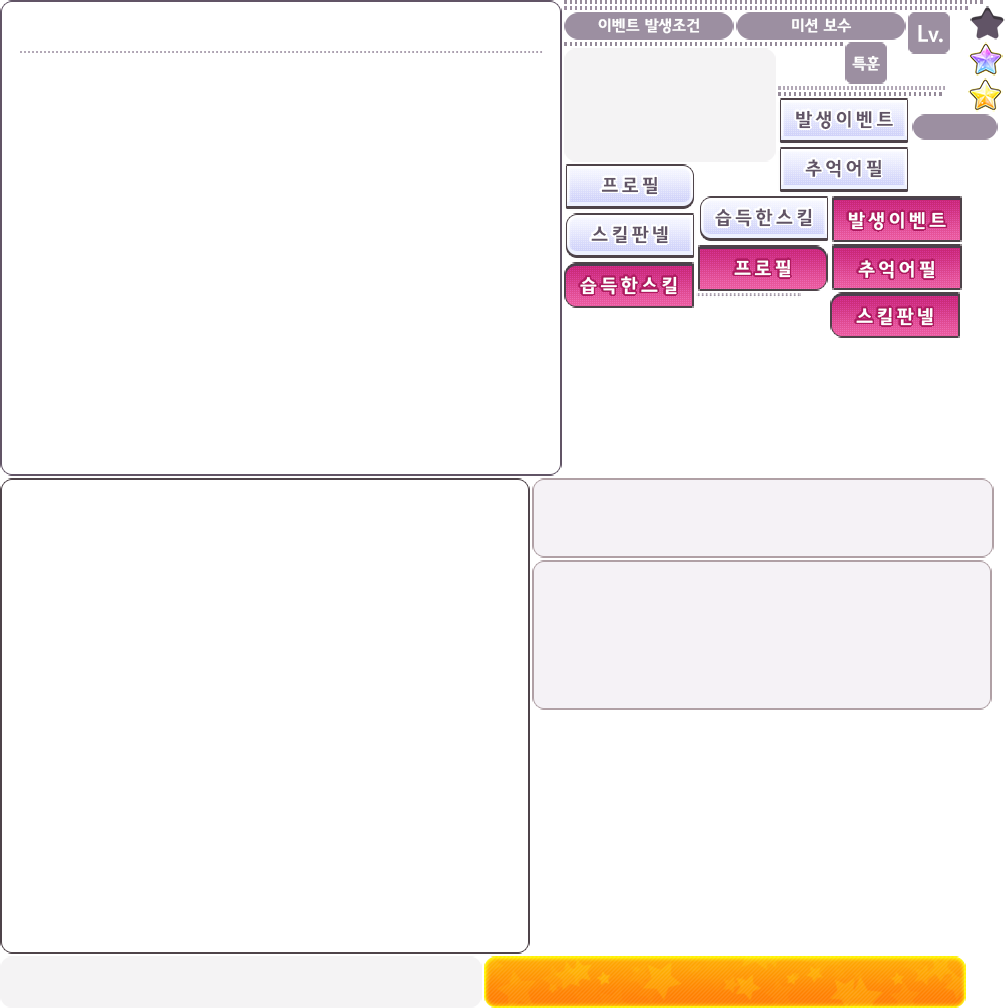 이벤트 발생조건
미션 보수
Lv.
특훈
발생이벤트
추억어필
프로필
습득한스킬
발생이벤트
스킬판넬
프로필
추억어필
습득한스킬
스킬판넬